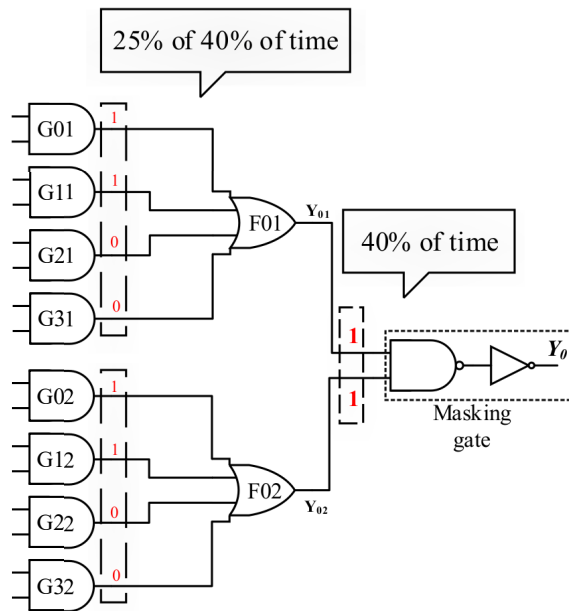 25% of 40% of time
G01
1
G11
1
G21
0
G31
0
F01
Y01
40% of time
1
1
Y0
Masking
gate
G02
1
G12
1
G22
0
G32
0
F02
Y02